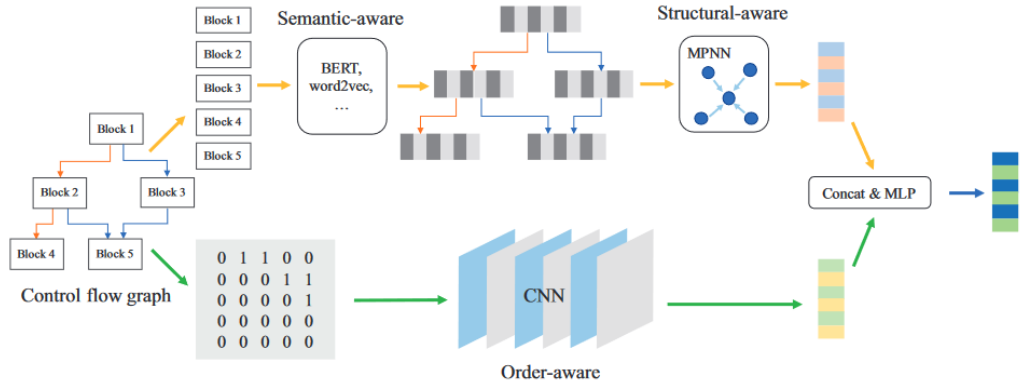 Semantic-aware
Structural-aware
Block 1
Block 2
Block 3
Block 4
Block 5
BERT,
word2vec,
...
MPNN
Block 1
Block 2
Block 3
Block 4
Block 5
Control flow graph
Concat & MLP
0 1 1 0 0
0 0 0 1 1
0 0 0 0 1
0 0 0 0 0
0 0 0 0 0
CNN
Order-aware